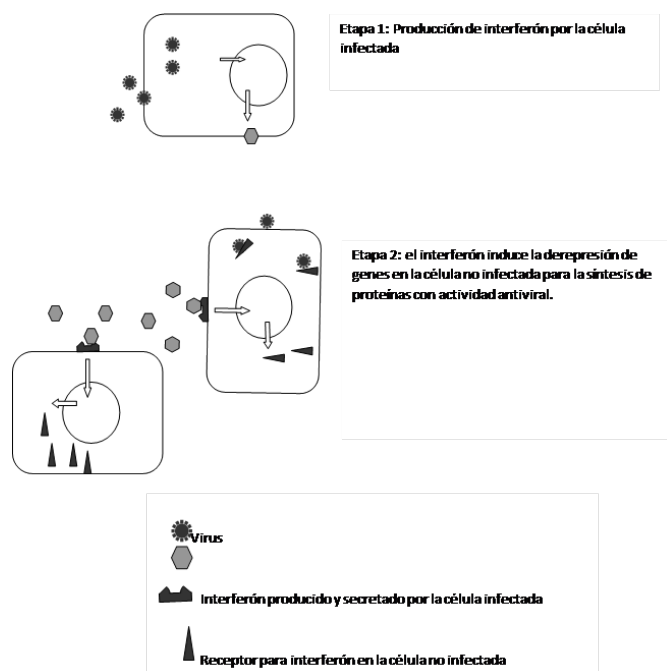 Etapa 1: Producción de interferón por la célula
infectada
Etapa 2: el interferón induce la derepresión de
genes en la célula no infectada para la síntesis de
proteínas con actividad antiviral.
Virus
Interferón producido y secretado por la célula infectada
Receptor para interferón en la célula no infectada